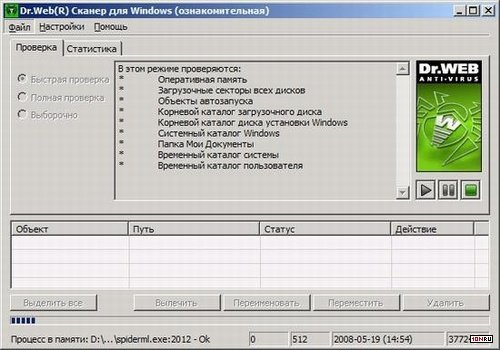 Dr.Web(R) Сканер для Windows (ознакомительная)
Файл Настройки Помощь
Проверка Статистика
Быстрая проверка
Полная проверка
Выборочно
В этом режиме проверяются:
* Оперативная память
* Загрузочные секторы всех дисков
* Объекты автозапуска
* Корневой каталог загрузочного диска
* Корневой каталог диска установки Windows
* Системный каталог Windows
* Папка Мои Документы
* Временный каталог системы
* Временный каталог пользователя
Dr.WEB
ANTI-VIRUS
Объект Путь Статус Действие
Выделить все Вылечить Переименовать Переместить Удалить
Процесс в памяти: D:\...\spiderml.exe:2012 - Ok 0 512 2008-05-19 (14:54)